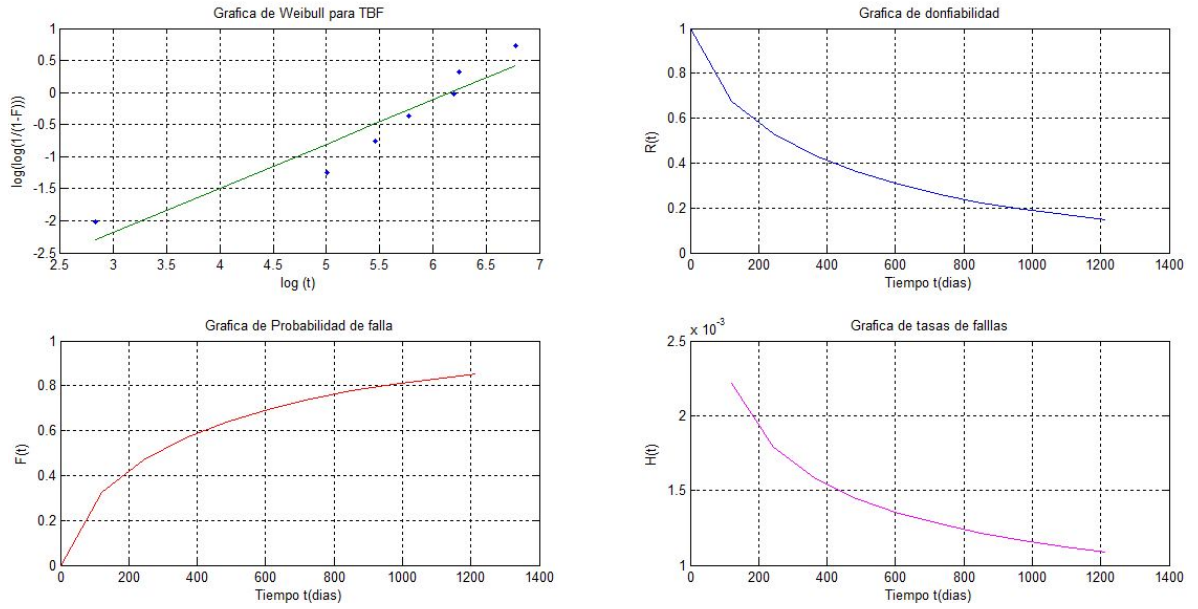 Grafica de Weibull para TBF
1
0.5
0
-0.5
-1
-1.5
-2
-2.5
log(log(1/(1-F)))
2.5 3 3.5 4 4.5 5 5.5 6 6.5 7
log (t)
Grafica de donfiabilidad
1
0.8
0.6
0.4
0.2
0
R(t)
0 200 400 600 800 1000 1200 1400
Tiempo t(dias)
Grafica de Probabilidad de falla
1
0.8
0.6
0.4
0.2
0
F(t)
0 200 400 600 800 1000 1200 1400
Tiempo t(dias)
Grafica de tasas de falllas
x 10-3
2.5
2
1.5
1
H(t)
0 200 400 600 800 1000 1200 1400
Tiempo t(dias)